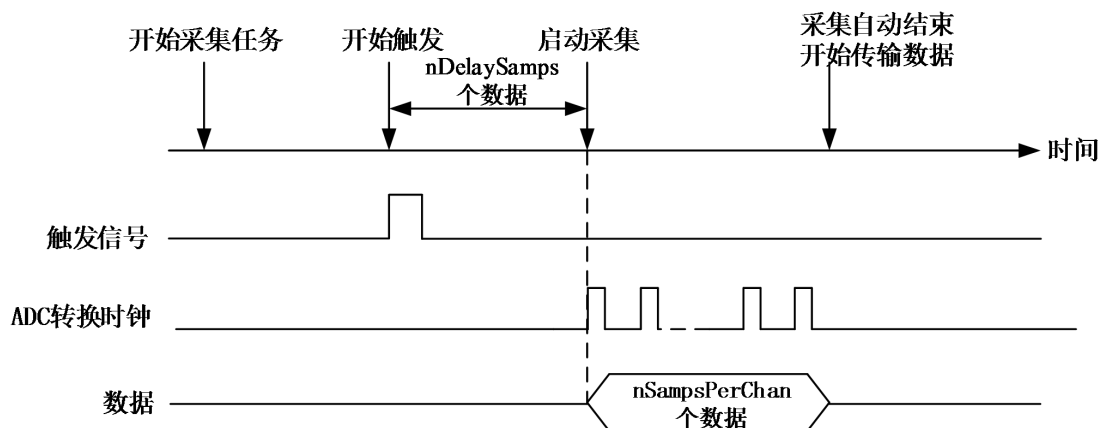 开始采集任务
开始触发
启动采集
采集自动结束
开始传输数据
nDelaySamps
个数据
时间
触发信号
ADC转换时钟
数据
nSampsPerChan
个数据